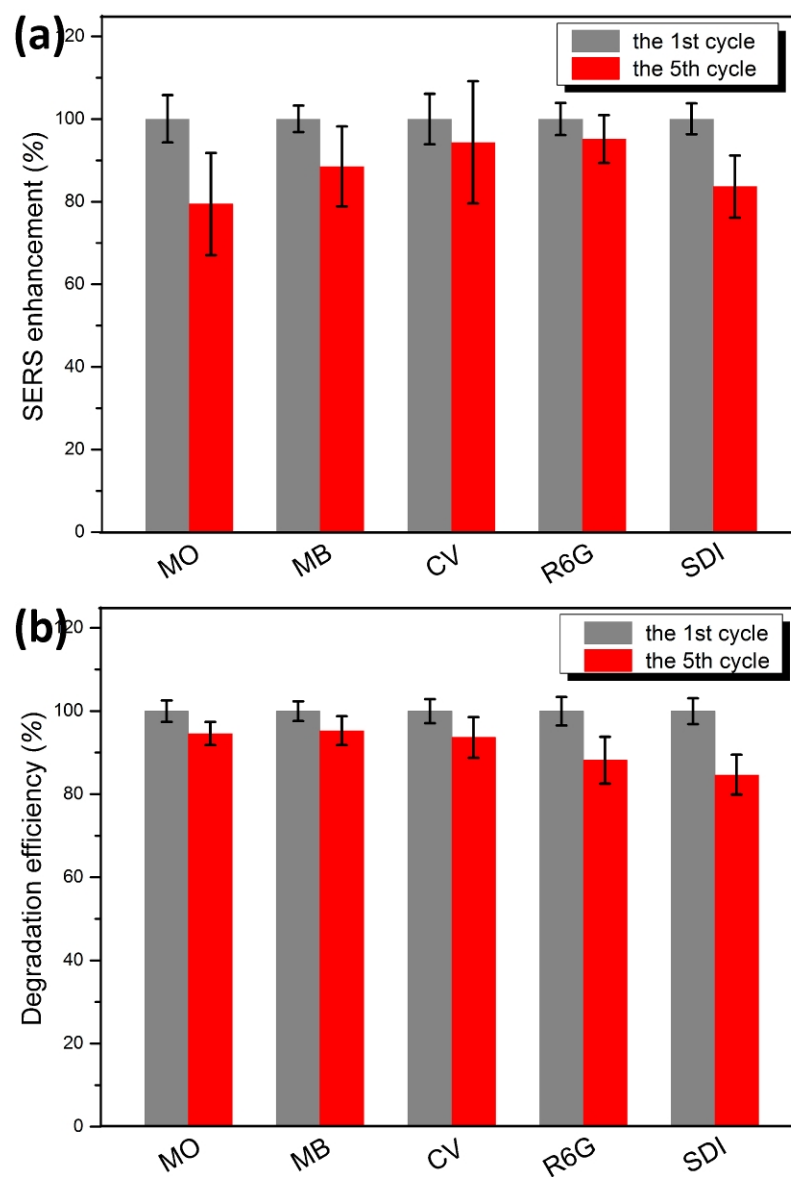 (a)
the 1st cycle
the 5th cycle
120
100
80
60
40
20
0
SERS enhancement (%)
MO
MB
CV
R6G
SDI
(b)
the 1st cycle
the 5th cycle
120
100
80
60
40
20
0
Degradation efficiency (%)
MO
MB
CV
R6G
SDI